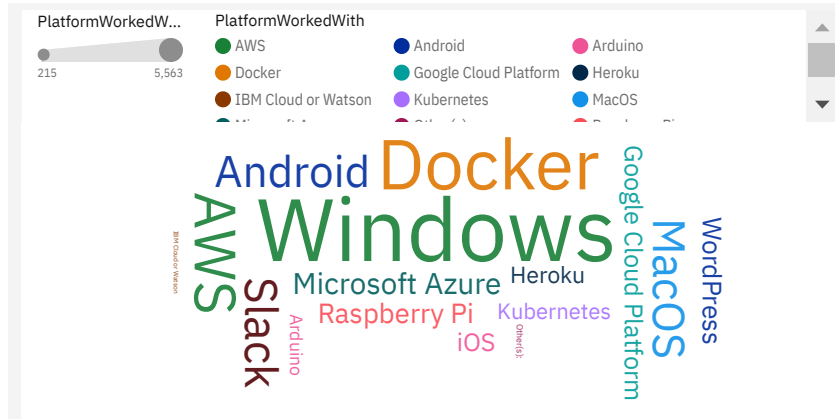 PlatformWorkedW...
215
5,563
PlatformWorkedWith
AWS
Android
Arduino
Docker
Google Cloud Platform
Heroku
IBM Cloud or Watson
Kubernetes
MacOS
Android
Docker
Google Cloud Platform
AWS
Windows
MacOS
WordPress
IBM Cloud or Watson
Slack
Microsoft Azure
Heroku
Arduino
Raspberry Pi
Kubernetes
iOS
Other(s):